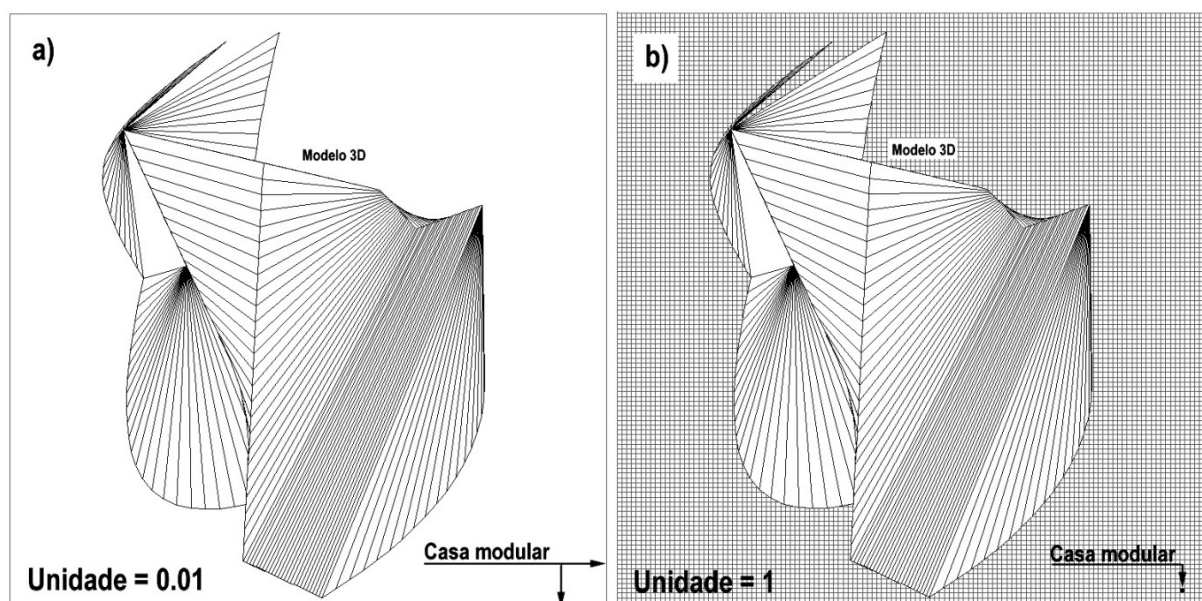 a)
Modelo 3D
Casa modular
Unidade = 0.01
b)
Modelo 3D
Casa modular
Unidade = 1